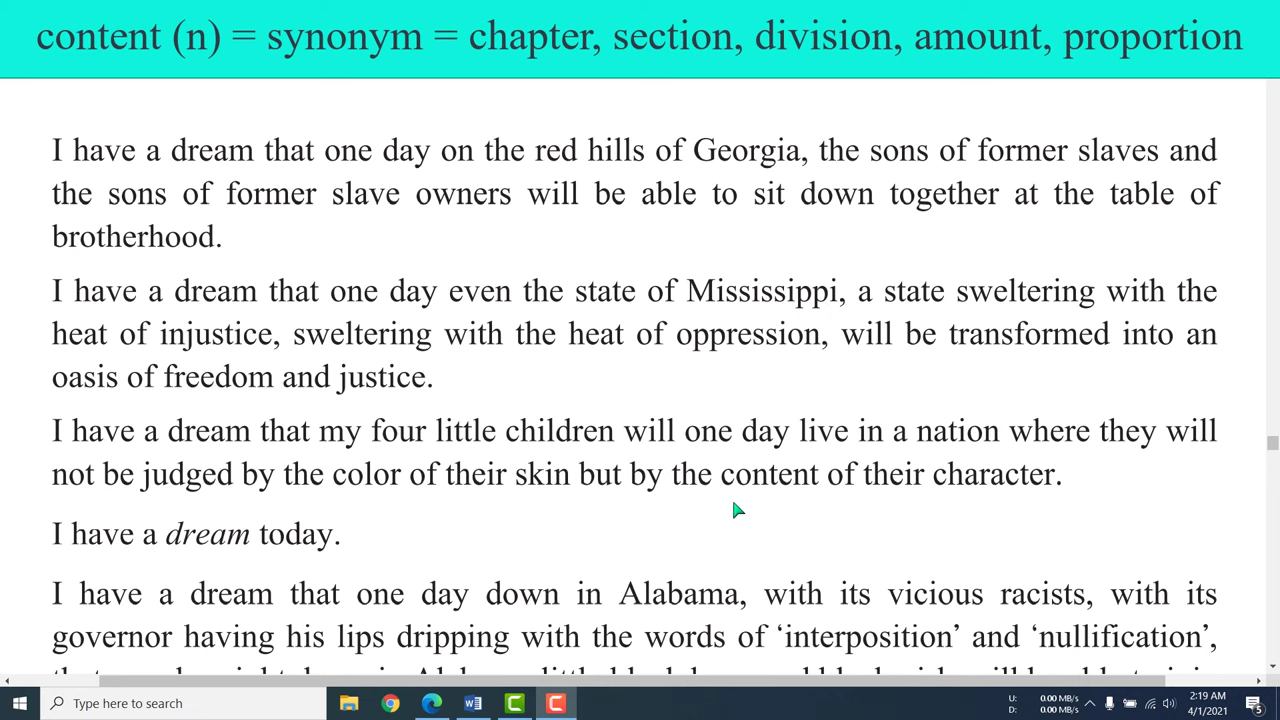 content (n) = synonym = chapter, section, division, amount, proportion
I have a dream that one day on the red hills of Georgia, the sons of former slaves and
the sons of former slave owners will be able to sit down together at the table of
brotherhood.
I have a dream that one day even the state of Mississippi, a state sweltering with the
heat of injustice, sweltering with the heat of oppression, will be transformed into an
oasis of freedom and justice.
I have a dream that my four little children will one day live in a nation where they will
not be judged by the color of their skin but by the content of their character.
I have a dream today.
I have a dream that one day down in Alabama, with its vicious racists, with its
governor having his lips dripping with the words of ‘interposition’ and ‘nullification’,
Type here to search
U: 0.00 MB/s
D: 0.00 MB/s
2:19 AM
4/1/2021
5